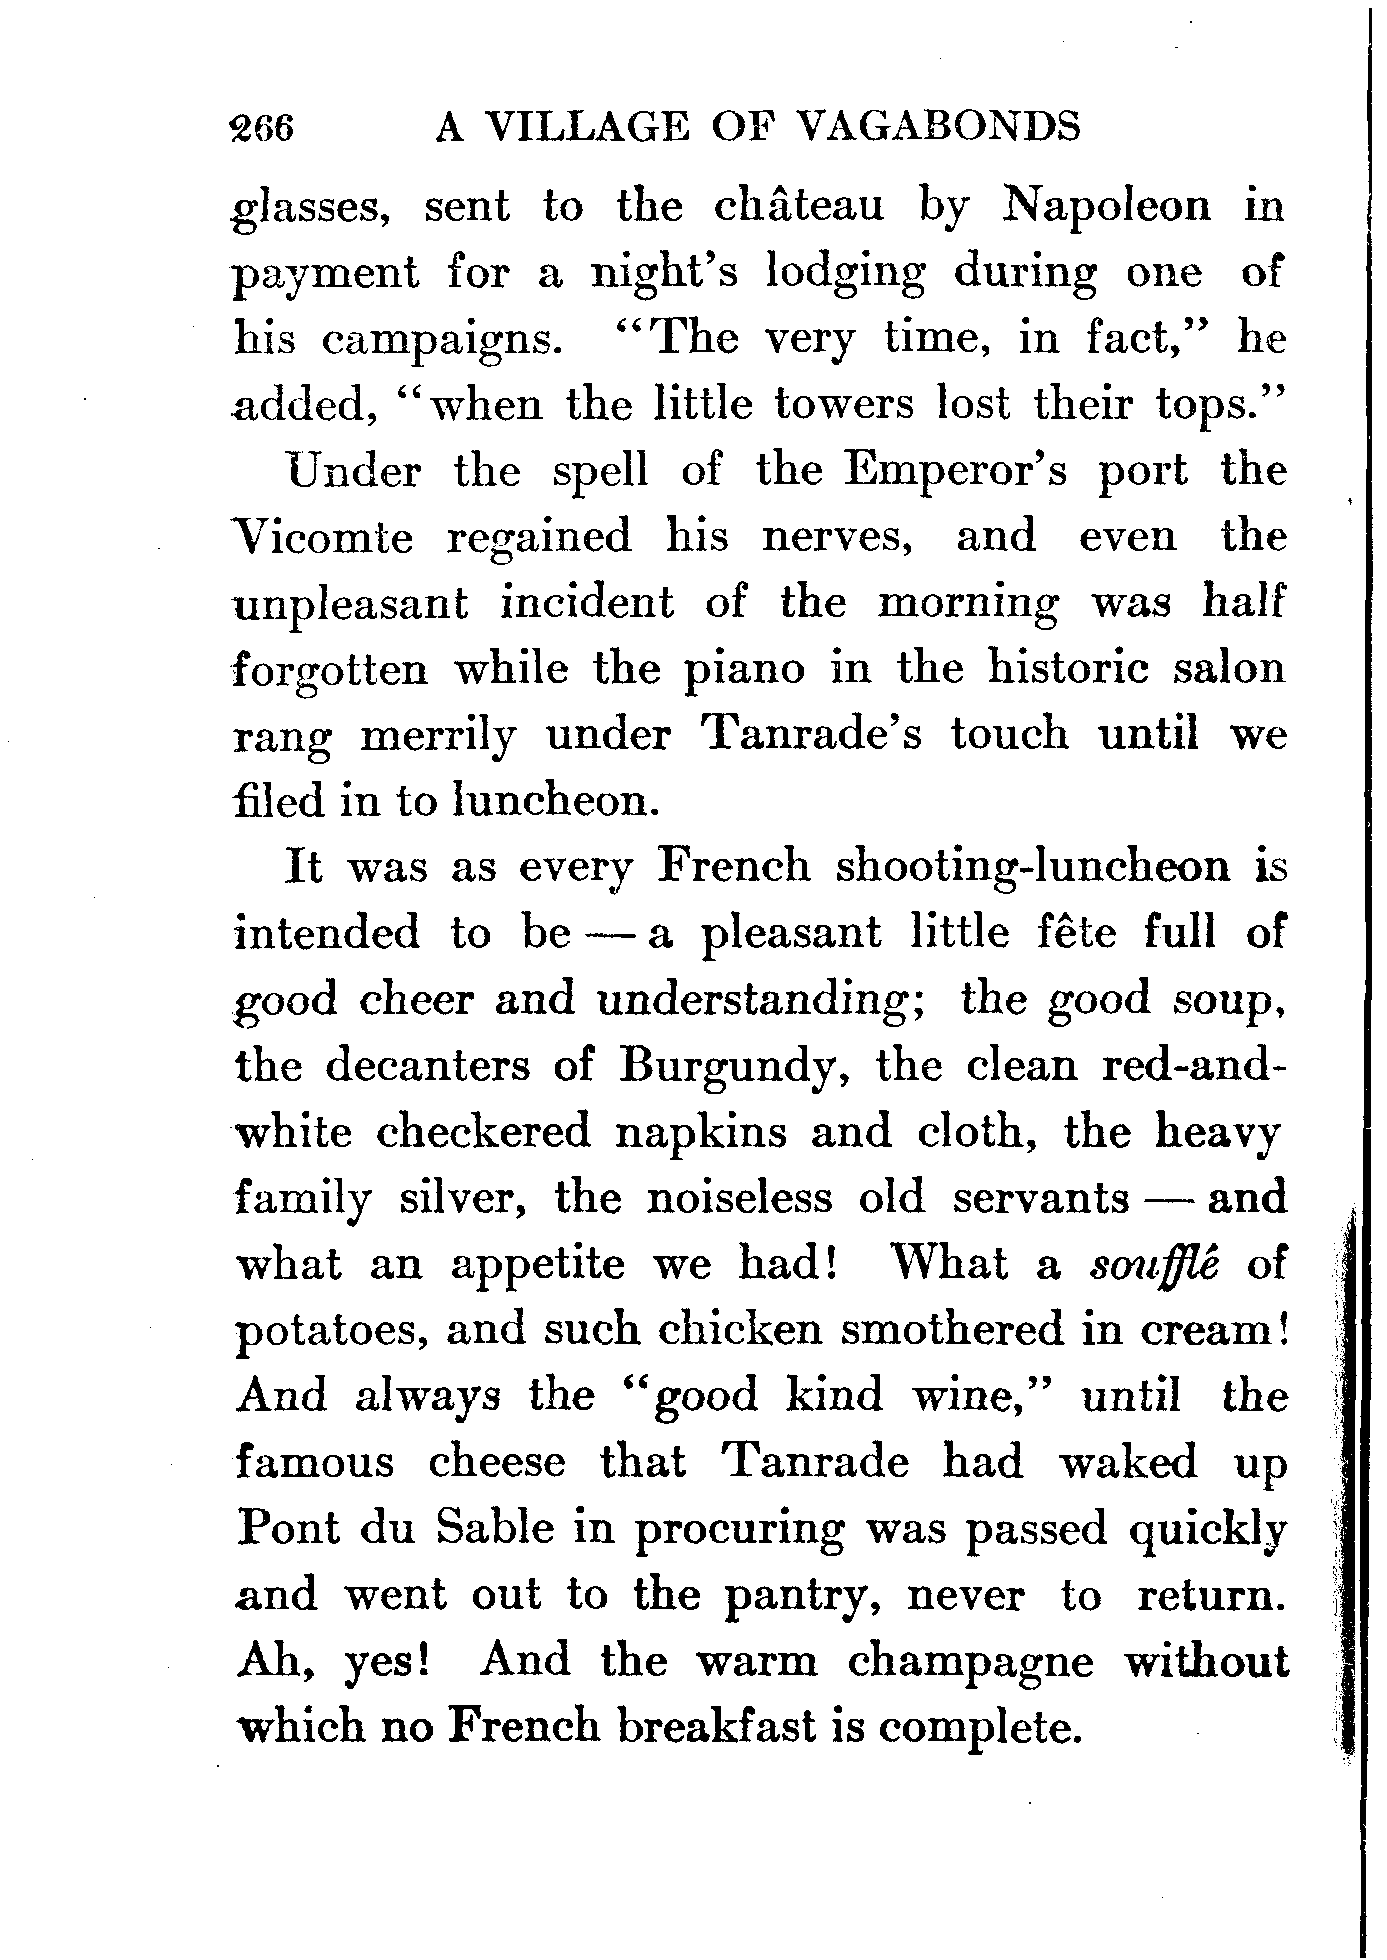 266 A VILLAGE OF VAGABONDS
glasses, sent to the château by Napoleon in
payment for a night's lodging during one of
his campaigns. "The very time, in fact," he
added, "when the little towers lost their tops."
Under the spell of the Emperor's port the
Vicomte regained his nerves, and even the
unpleasant incident of the morning was half
forgotten while the piano in the historic salon
rang merrily under Tanrade's touch until we
filed in to luncheon.
It was as every French shooting-luncheon is
intended to be — a pleasant little fête full of
good cheer and understanding; the good soup,
the decanters of Burgundy, the clean red-and-
white checkered napkins and cloth, the heavy
family silver, the noiseless old servants — and
what an appetite we had! What a soufflé of
potatoes, and such chicken smothered in cream!
And always the "good kind wine," until the
famous cheese that Tanrade had waked up
Pont du Sable in procuring was passed quickly
and went out to the pantry, never to return.
Ah, yes! And the warm champagne without
which no French breakfast is complete.